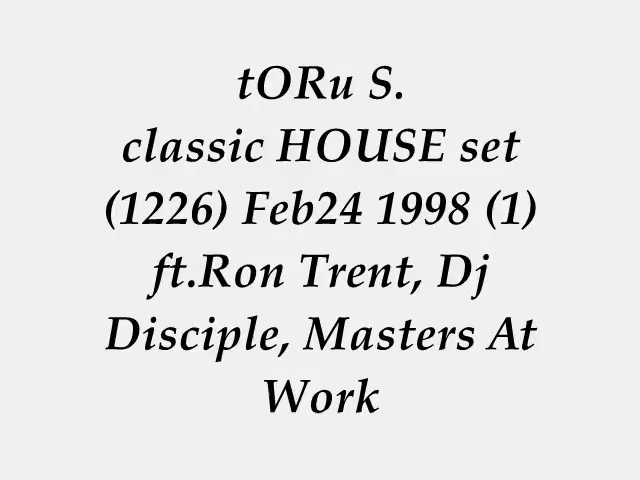 tORu S.
classic HOUSE set
(1226) Feb24 1998 (1)
ft.Ron Trent, Dj
Disciple, Masters At
Work